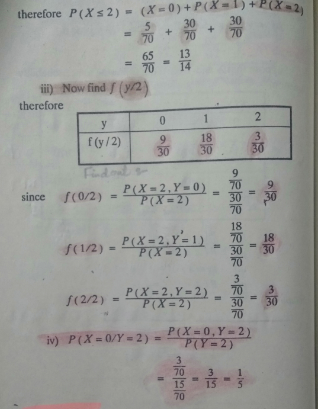 therefore P(X ≤ 2) = (X=0)+P(X=1)+P(X=2)
= 5/70 + 30/70 + 30/70
= 65/70 = 13/14
iii) Now find f (y/2)
therefore
y 0 1 2
f(y/2) 9/30 18/30 3/30
since f(0/2) = P(X=2,Y=0)/P(X=2) = 9/70 / 30/70 = 9/30
f(1/2) = P(X=2,Y=1)/P(X=2) = 18/70 / 30/70 = 18/30
f(2/2) = P(X=2,Y=2)/P(X=2) = 3/70 / 30/70 = 3/30
iv) P(X=0/Y=2) = P(X=0,Y=2)/P(Y=2)
= 3/70 / 15/70 = 3/15 = 1/5